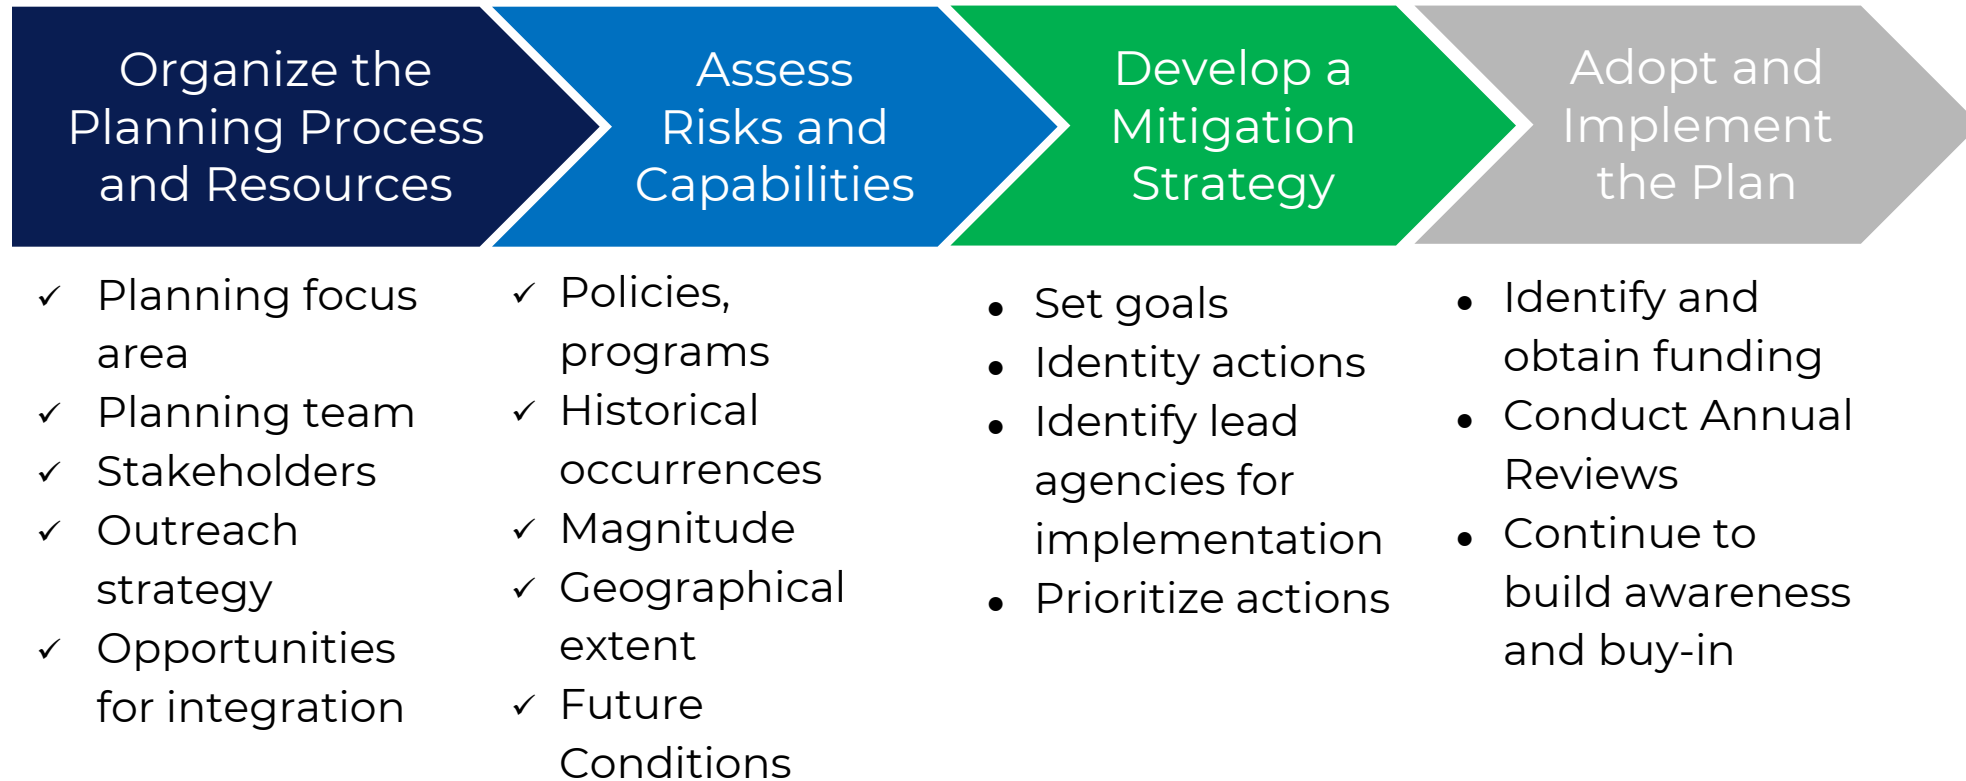 Organize the
Planning Process
and Resources
Assess
Risks and
Capabilities
Develop a
Mitigation
Strategy
Adopt and
Implement
the Plan
✓ Planning focus
area
✓ Planning team
✓ Stakeholders
✓ Outreach
strategy
✓ Opportunities
for integration
✓ Policies,
programs
✓ Historical
occurrences
✓ Magnitude
✓ Geographical
extent
✓ Future
Conditions
• Set goals
• Identity actions
• Identify lead
agencies for
implementation
• Prioritize actions
• Identify and
obtain funding
• Conduct Annual
Reviews
• Continue to
build awareness
and buy-in